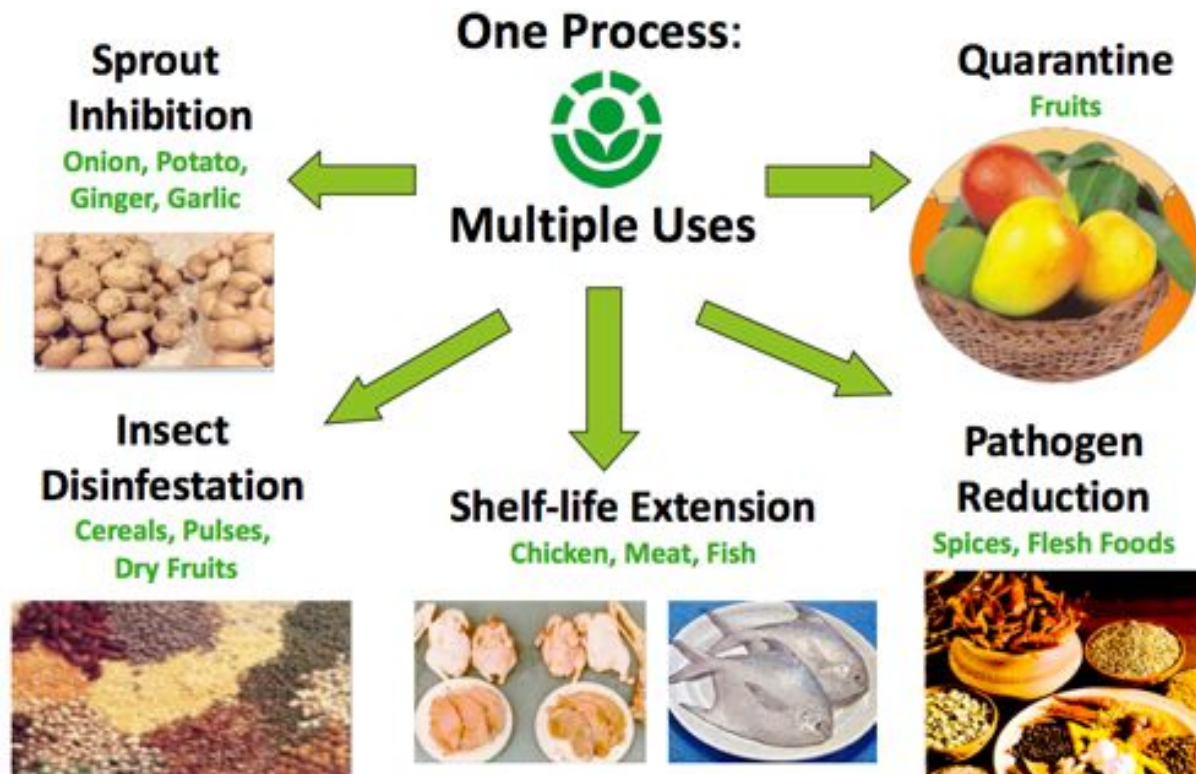 One Process:
Multiple Uses
Sprout
Inhibition
Onion, Potato,
Ginger, Garlic
Quarantine
Fruits
Insect
Disinfestation
Cereals, Pulses,
Dry Fruits
Shelf-life Extension
Chicken, Meat, Fish
Pathogen
Reduction
Spices, Flesh Foods